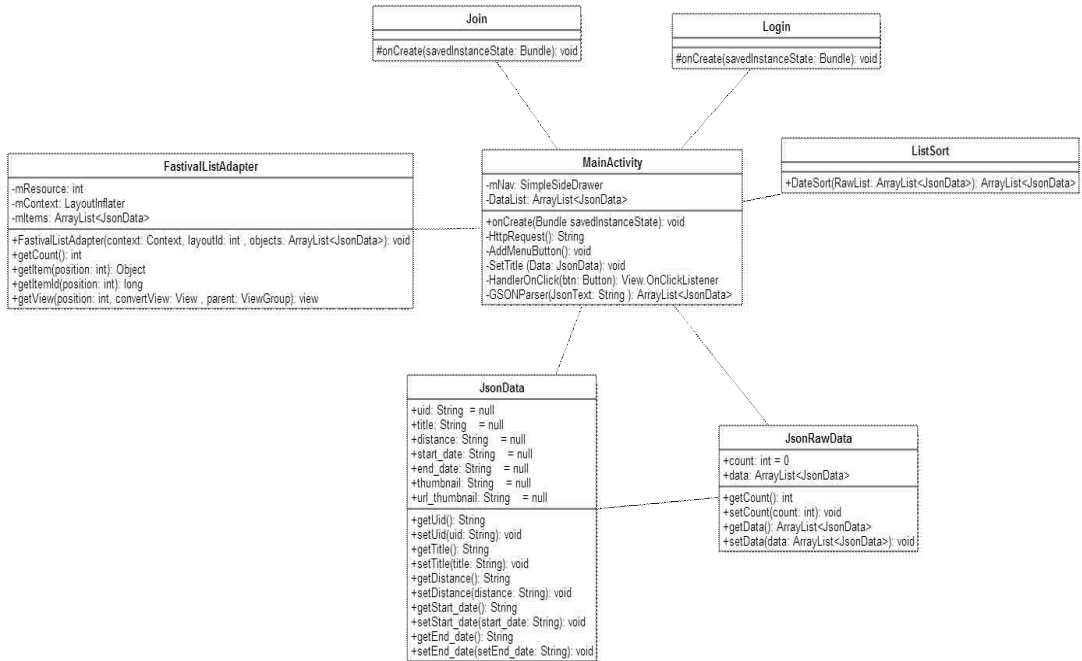 Join
#onCreate(savedInstanceState: Bundle): void
Login
#onCreate(savedInstanceState: Bundle): void
FastivalListAdapter
-mResource: int
-mContext: LayoutInflater
-mItems: ArrayList<JsonData>
+FastivalListAdapter(context: Context, layoutId: int , objects: ArrayList<JsonData>): void
+getCount(): int
+getItem(position: int): Object
+getItemId(position: int): long
+getView(position: int, convertView: View , parent: ViewGroup): view
MainActivity
-mNav: SimpleSideDrawer
-DataList: ArrayList<JsonData>
+onCreate(Bundle savedInstanceState): void
-HttpRequest(): String
-AddMenuButton(): void
-SetTitle (Data: JsonData): void
-HandlerOnClick(btn: Button): View.OnClickListener
-GSONParser(JsonText: String ): ArrayList<JsonData>
ListSort
+DateSort(RawList: ArrayList<JsonData>): ArrayList<JsonData>
JsonData
+uid: String = null
+title: String = null
+distance: String = null
+start_date: String = null
+end_date: String = null
+thumbnail: String = null
+url_thumbnail: String = null
+getUid(): String
+setUid(uid: String): void
+getTitle(): String
+setTitle(title: String): void
+getDistance(): String
+setDistance(distance: String): void
+getStart_date(): String
+setStart_date(start_date: String): void
+getEnd_date(): String
+setEnd_date(setEnd_date: String): void
JsonRawData
+count: int = 0
+data: ArrayList<JsonData>
+getCount(): int
+setCount(count: int): void
+getData(): ArrayList<JsonData>
+setData(data: ArrayList<JsonData>): void